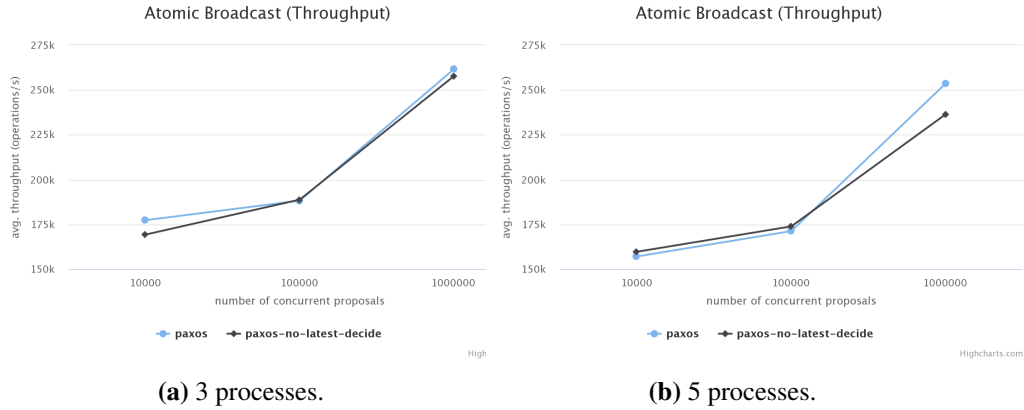 Atomic Broadcast (Throughput)
275k
250k
225k
200k
175k
150k
avg. throughput (operations/s)
10000 100000 1000000
number of concurrent proposals
paxos paxos-no-latest-decide
High
(a) 3 processes.
Atomic Broadcast (Throughput)
275k
250k
225k
200k
175k
150k
avg. throughput (operations/s)
10000 100000 1000000
number of concurrent proposals
paxos paxos-no-latest-decide
Highcharts.com
(b) 5 processes.